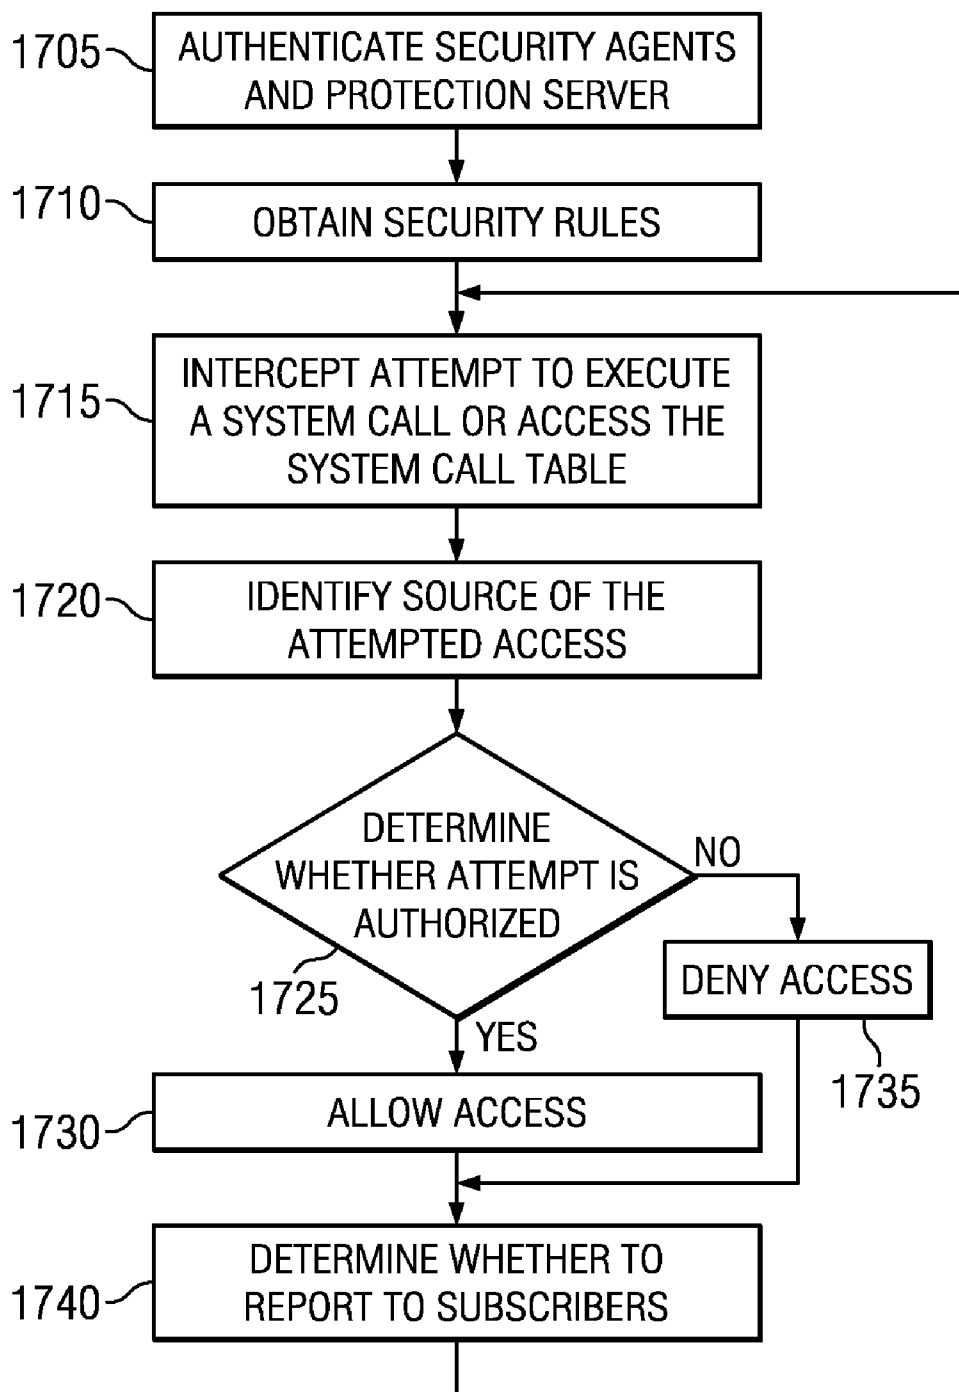 1705
AUTHENTICATE SECURITY AGENTS
AND PROTECTION SERVER
1710
OBTAIN SECURITY RULES
1715
INTERCEPT ATTEMPT TO EXECUTE
A SYSTEM CALL OR ACCESS THE
SYSTEM CALL TABLE
1720
IDENTIFY SOURCE OF THE
ATTEMPTED ACCESS
DETERMINE
WHETHER ATTEMPT IS
AUTHORIZED
NO
1725
DENY ACCESS
YES
1735
1730
ALLOW ACCESS
1740
DETERMINE WHETHER TO
REPORT TO SUBSCRIBERS